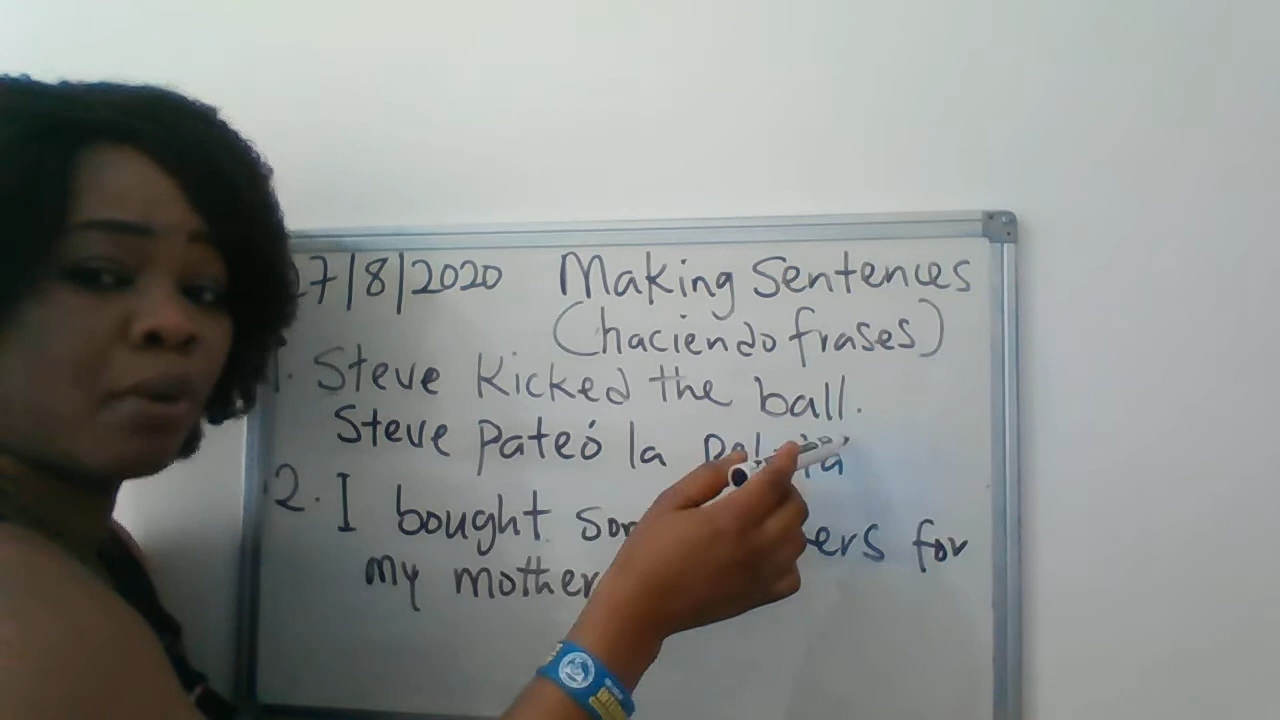 27/8/2020 Making Sentences
(haciendo frases)
1. Steve Kicked the ball.
Steve pateó la
2. I bought for
my mother